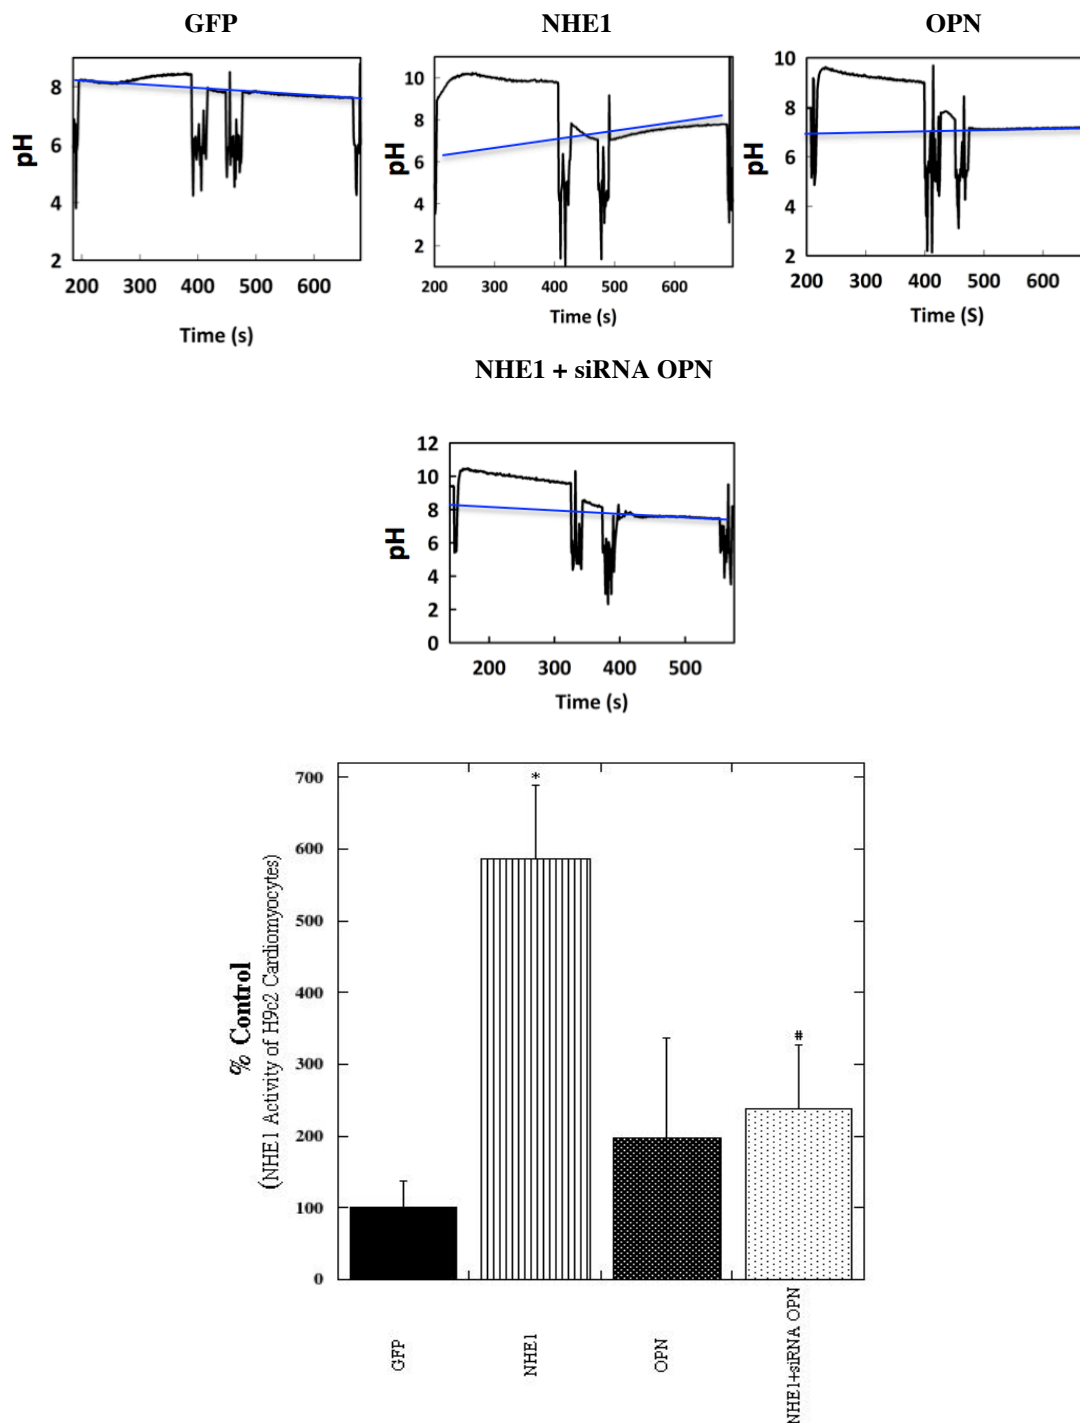 GFP
NHE1
OPN
pH
8
6
4
2
200 300 400 500 600
Time (s)
pH
10
8
6
4
2
200 300 400 500 600
Time (s)
pH
10
8
6
4
2
200 300 400 500 600
Time (S)
NHE1 + siRNA OPN
pH
12
10
8
6
4
2
0
200 300 400 500
Time (s)
% Control
(NHE1 Activity of H9c2 Cardiomyocytes)
700
600
500
400
300
200
100
0
*
#
GFP
NHE1
OPN
NHE1+siRNA OPN